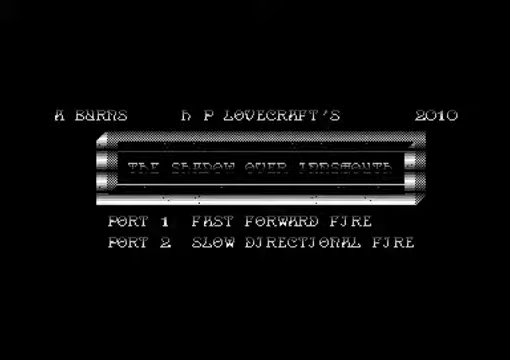 A BURNS H P LOVECRAFT'S 2010
THE SHADOW OVER INNSMOUTH
PORT 1 FAST FORWARD FIRE
PORT 2 SLOW DIRECTIONAL FIRE